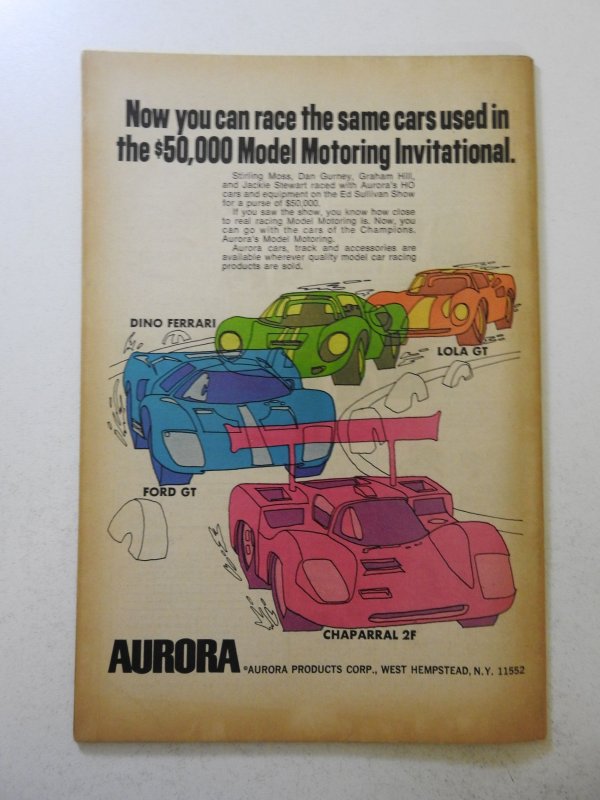 Now you can race the same cars used in
the $50,000 Model Motoring Invitational.
Stirling Moss, Dan Gurney, Graham Hill,
and Jackie Stewart raced with Aurora's HO
cars and equipment on the Ed Sullivan Show
for a purse of $50,000.
If you saw the show, you know how close
to real racing Model Motoring is. Now, you
can go with the cars of the Champions,
Aurora's Model Motoring.
Aurora cars, track and accessories are
available wherever quality model car racing
products are sold.
DINO FERRARI
LOLA GT
FORD GT
CHAPARRAL 2F
AURORA ©AURORA PRODUCTS CORP., WEST HEMPSTEAD, N.Y. 11552